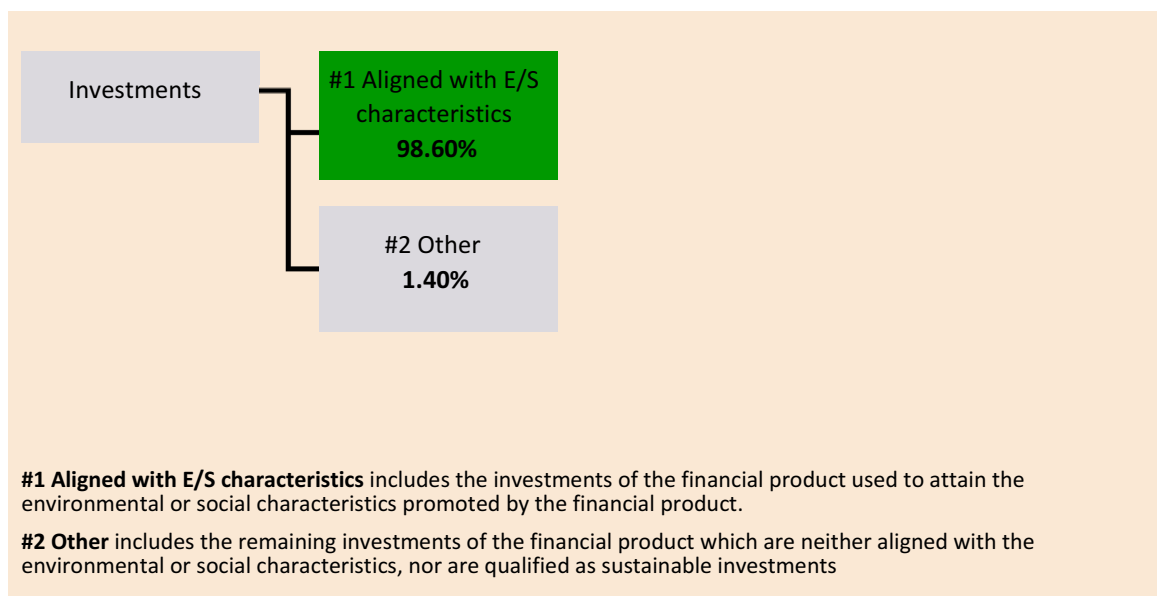 Investments
#1 Aligned with E/S
characteristics
98.60%
#2 Other
1.40%
#1 Aligned with E/S characteristics includes the investments of the financial product used to attain the
environmental or social characteristics promoted by the financial product.
#2 Other includes the remaining investments of the financial product which are neither aligned with the
environmental or social characteristics, nor are qualified as sustainable investments